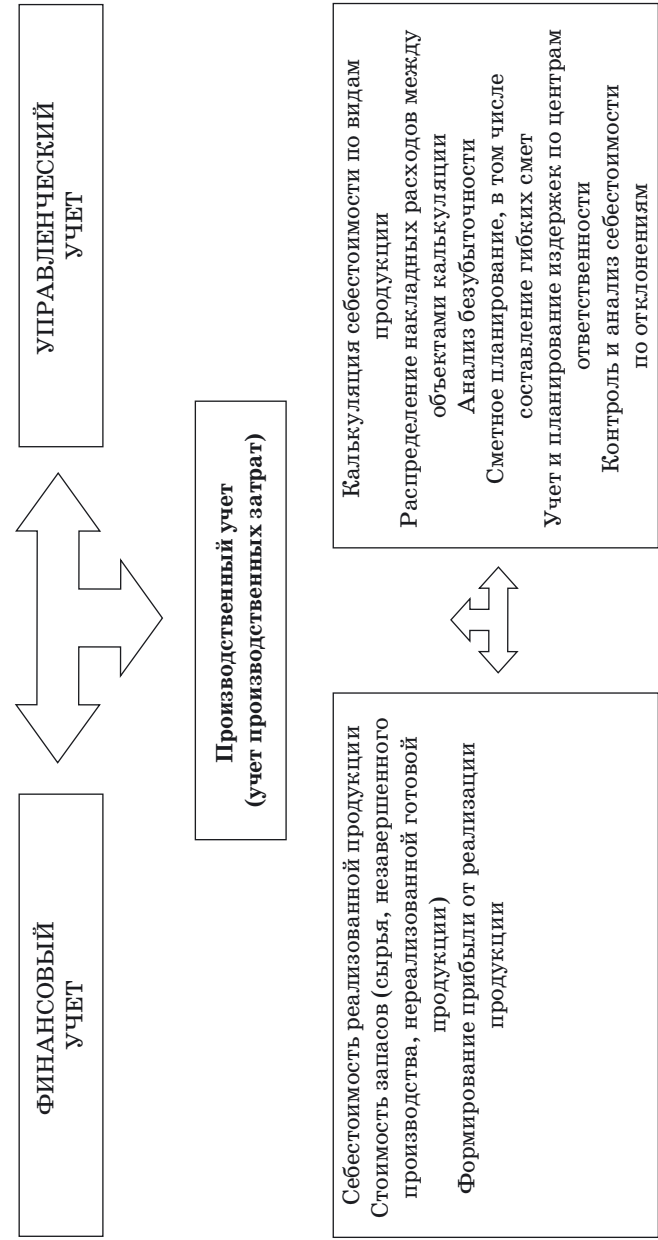 ФИНАНСОВЫЙ
УЧЕТ
УПРАВЛЕНЧЕСКИЙ
УЧЕТ
Производственный учет
(учет производственных затрат)
Себестоимость реализованной продукции
Стоимость запасов (сырья, незавершенного
производства, нереализованной готовой
продукции)
Формирование прибыли от реализации
продукции
Калькуляция себестоимости по видам
продукции
Распределение накладных расходов между
объектами калькуляции
Анализ безубыточности
Сметное планирование, в том числе
составление гибких смет
Учет и планирование издержек по центрам
ответственности
Контроль и анализ себестоимости
по отклонениям